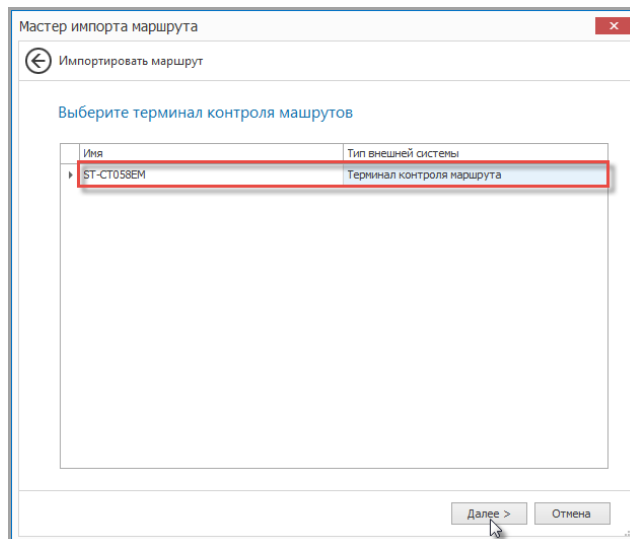 Мастер импорта маршрута
Импортировать маршрут
Выберите терминал контроля машрутов
Имя Тип внешней системы
ST-CT058EM Терминал контроля маршрута
Далее > Отмена